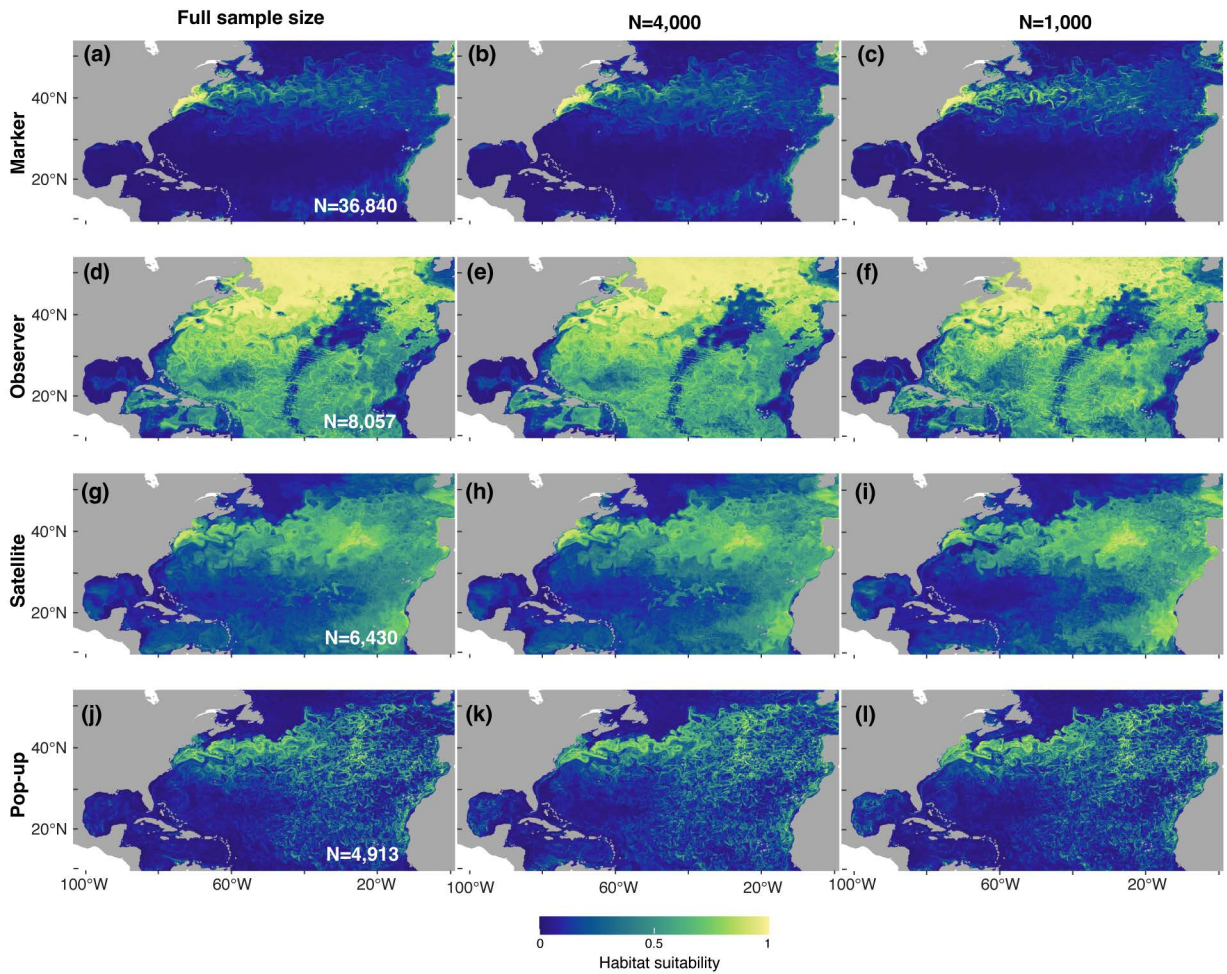 Full sample size N=4,000 N=1,000
(a) (b) (c)
40°N
Marker
20°N
N=36,840
(d) (e) (f)
40°N
Observer
20°N
N=8,057
(g) (h) (i)
40°N
Satellite
20°N
N=6,430
(j) (k) (l)
40°N
Pop-up
20°N
N=4,913
100°W 60°W 20°W 100°W 60°W 20°W 100°W 60°W 20°W
0 0.5 1
Habitat suitability